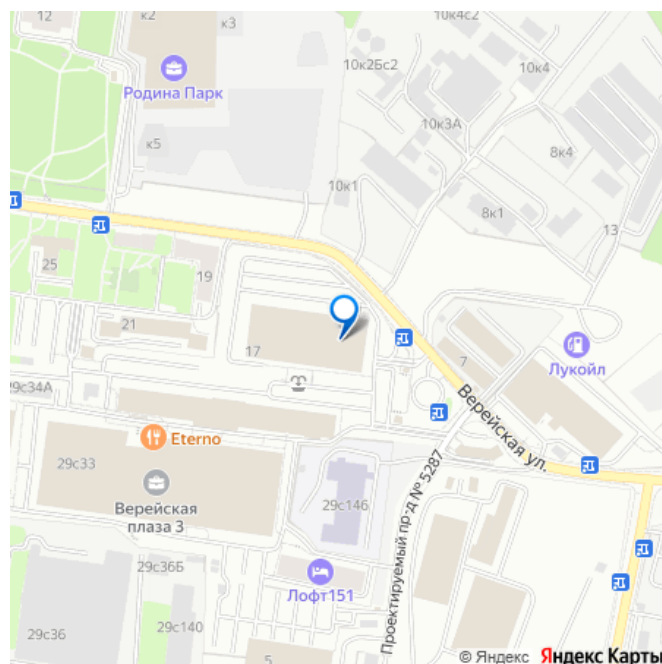 12
к2
к3
10к4с2
10к2Бс2
10к4
Родина Парк
10к3А
к5
8к4
10к1
8к1
13
25
19
21
17
7
Лукойл
29с34А
Верейская ул.
Eterno
29с33
Проектируемый пр-д № 5287
Верейская
плаза 3
29с146
29с36Б
Лофт151
29с36
29с140
5
© Яндекс Яндекс Карты